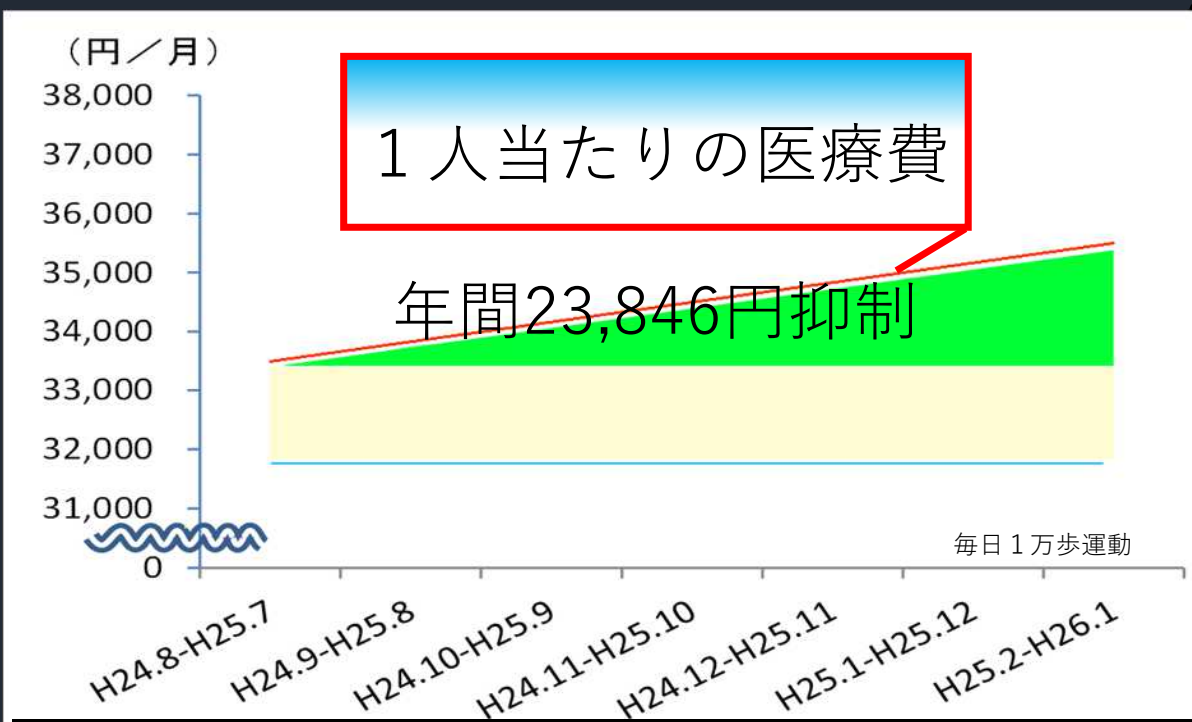 （円／月）
38,000
37,000
36,000
35,000
34,000
33,000
32,000
31,000
0
１人当たりの医療費
年間23,846円抑制
毎日１万歩運動
H24.8-H25.7
H24.9-H25.8
H24.10-H25.9
H24.11-H25.10
H24.12-H25.11
H25.1-H25.12
H25.2-H26.1